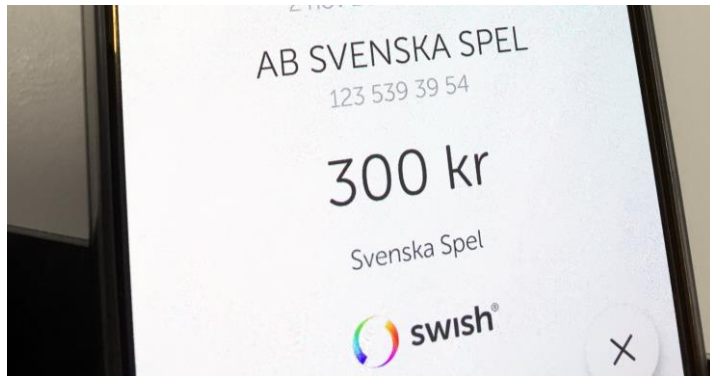 AB SVENSKA SPEL
123 539 39 54
300 kr
Svenska Spel
swish®